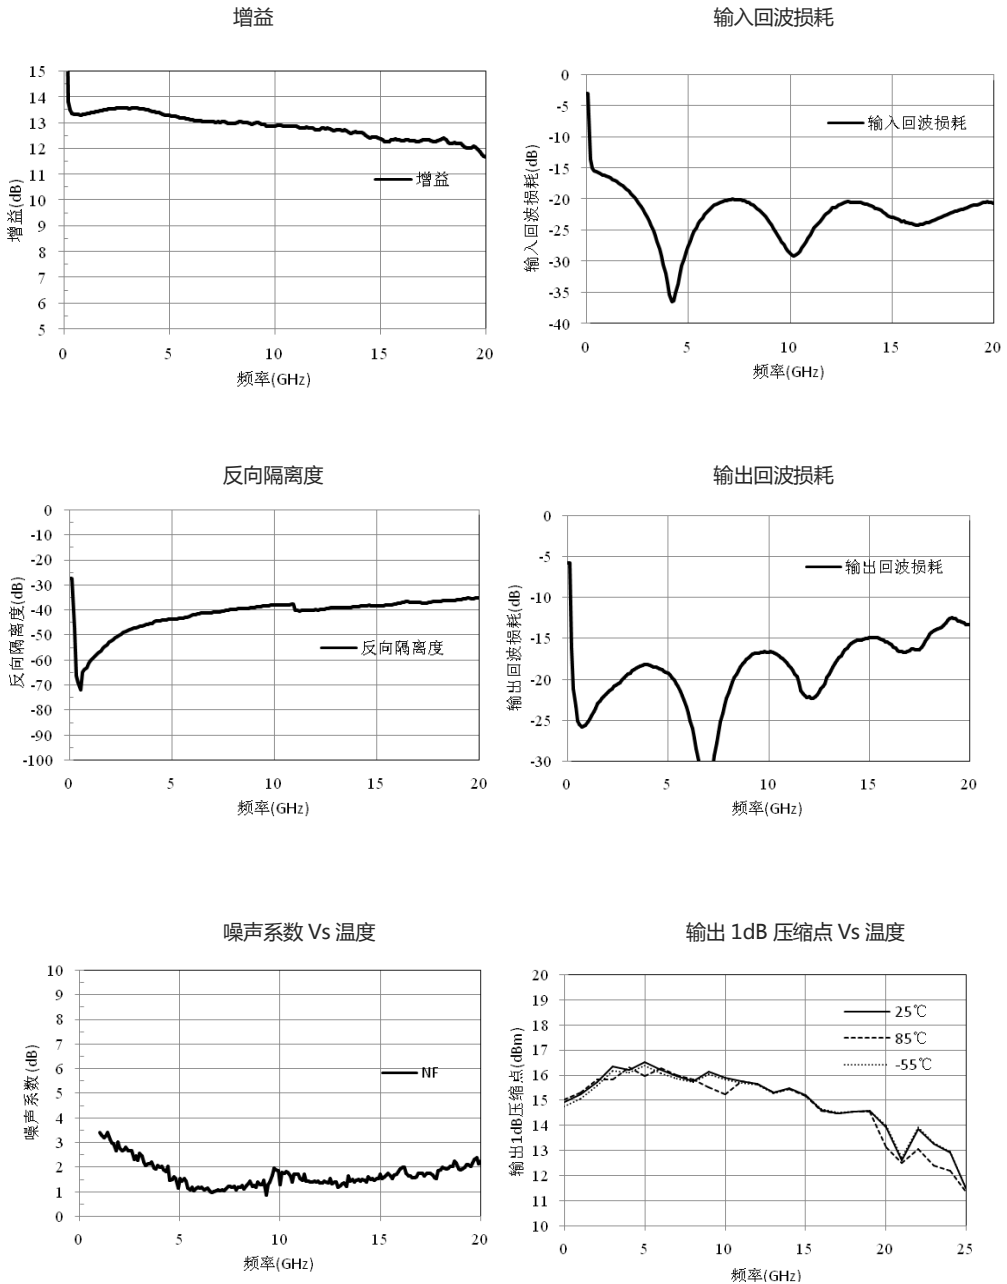 增益
15
14
13
12
11
10
9
8
7
6
5
增益(dB)
增益
0 5 10 15 20
频率(GHz)
输入回波损耗
0
-5
-10
-15
-20
-25
-30
-35
-40
输入回波损耗(dB)
输入回波损耗
0 5 10 15 20
频率(GHz)
反向隔离度
0
-10
-20
-30
-40
-50
-60
-70
-80
-90
-100
反向隔离度(dB)
反向隔离度
0 5 10 15 20
频率(GHz)
输出回波损耗
0
-5
-10
-15
-20
-25
-30
输出回波损耗(dB)
输出回波损耗
0 5 10 15 20
频率(GHz)
噪声系数 Vs 温度
10
9
8
7
6
5
4
3
2
1
0
噪声系数(dB)
NF
0 5 10 15 20
频率(GHz)
输出 1dB 压缩点 Vs 温度
20
19
18
17
16
15
14
13
12
11
10
输出1dB压缩点(dBm)
25℃
85℃
-55℃
0 5 10 15 20 25
频率(GHz)